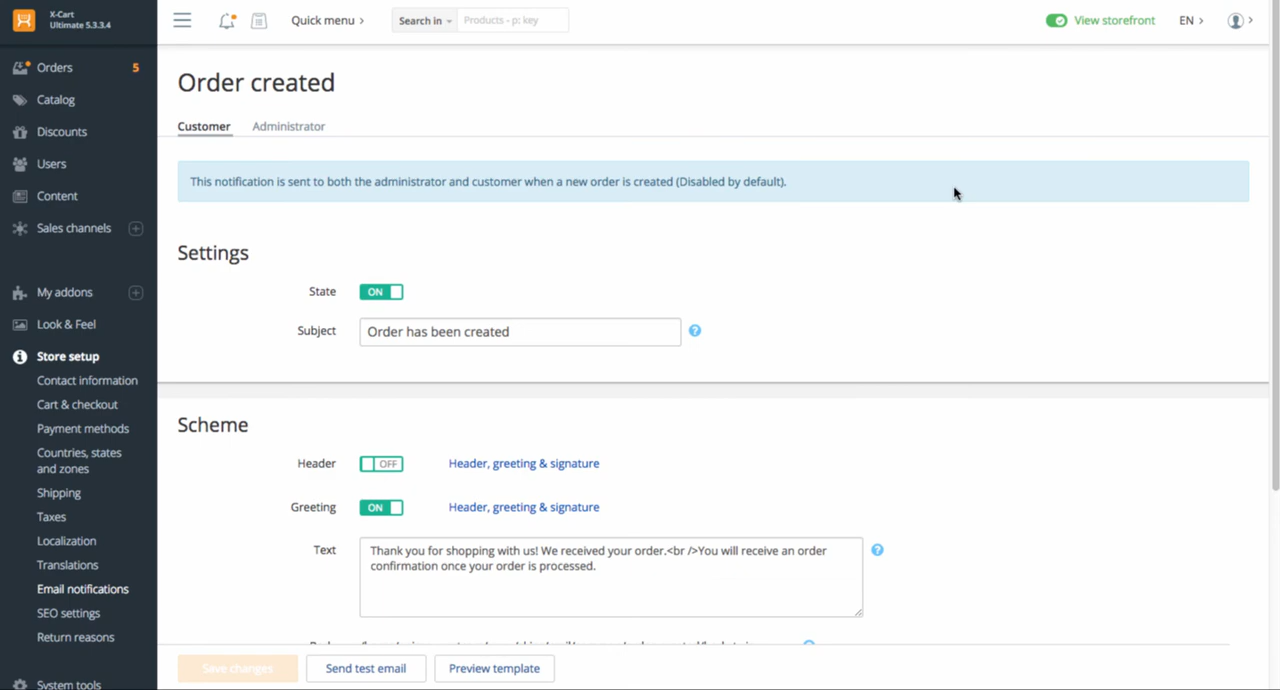 X-Cart
Ultimate 5.3.3.4
Quick menu
Search in
Products - p: key
View storefront
EN
Orders
5
Catalog
Discounts
Users
Content
Sales channels
My addons
Look & Feel
Store setup
Contact information
Cart & checkout
Payment methods
Countries, states
and zones
Shipping
Taxes
Localization
Translations
Email notifications
SEO settings
Return reasons
System tools
Order created
Customer
Administrator
This notification is sent to both the administrator and customer when a new order is created (Disabled by default).
Settings
State
ON
Subject
Order has been created
?
Scheme
Header
OFF
Header, greeting & signature
Greeting
ON
Header, greeting & signature
Text
Thank you for shopping with us! We received your order.<br />You will receive an order
confirmation once your order is processed.
?
Save changes
Send test email
Preview template